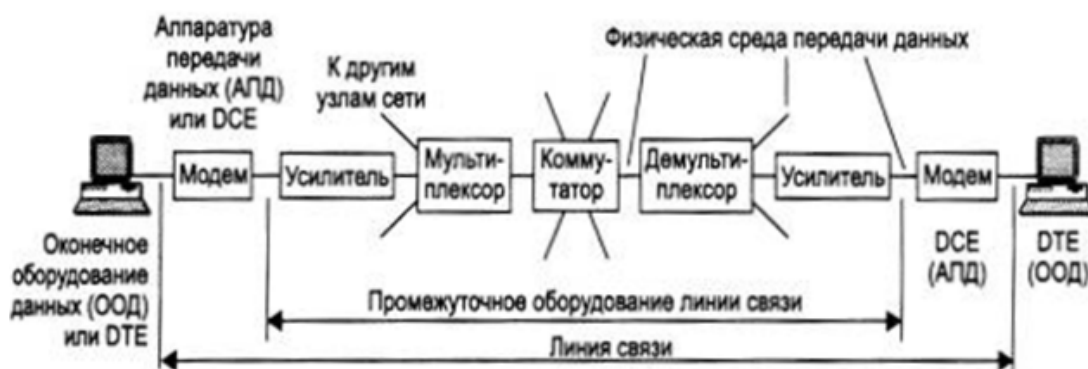 Аппаратура
передачи
данных (АПД)
или DCE
К другим
узлам сети
Физическая среда передачи данных
Модем
Усилитель
Мульти-
плексор
Комму-
татор
Демульти-
плексор
Усилитель
Модем
Оконечное
оборудование
данных (ООД)
или DTE
DCE
(АПД)
DTE
(ООД)
Промежуточное оборудование линии связи
Линия связи